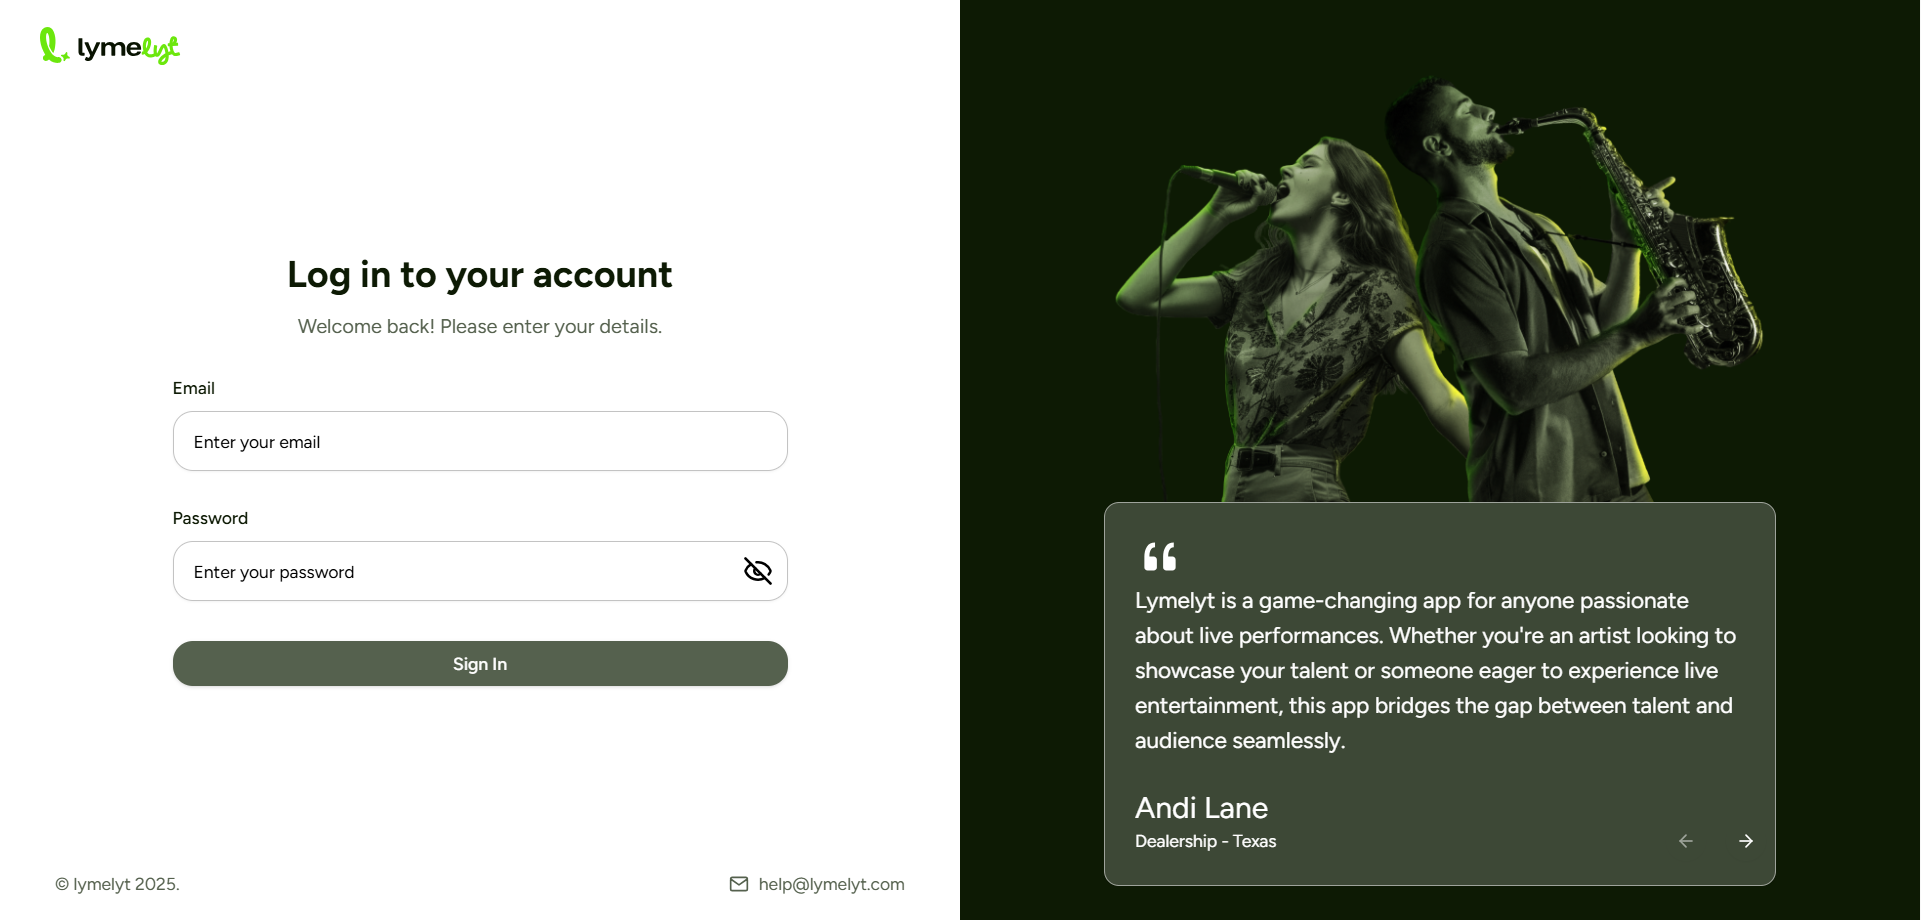 lymelyt
Log in to your account
Welcome back! Please enter your details.
Email
Enter your email
Password
Enter your password
Sign In
© lymelyt 2025.
help@lymelyt.com
“
Lymelyt is a game-changing app for anyone passionate
about live performances. Whether you're an artist looking to
showcase your talent or someone eager to experience live
entertainment, this app bridges the gap between talent and
audience seamlessly.
Andi Lane
Dealership - Texas